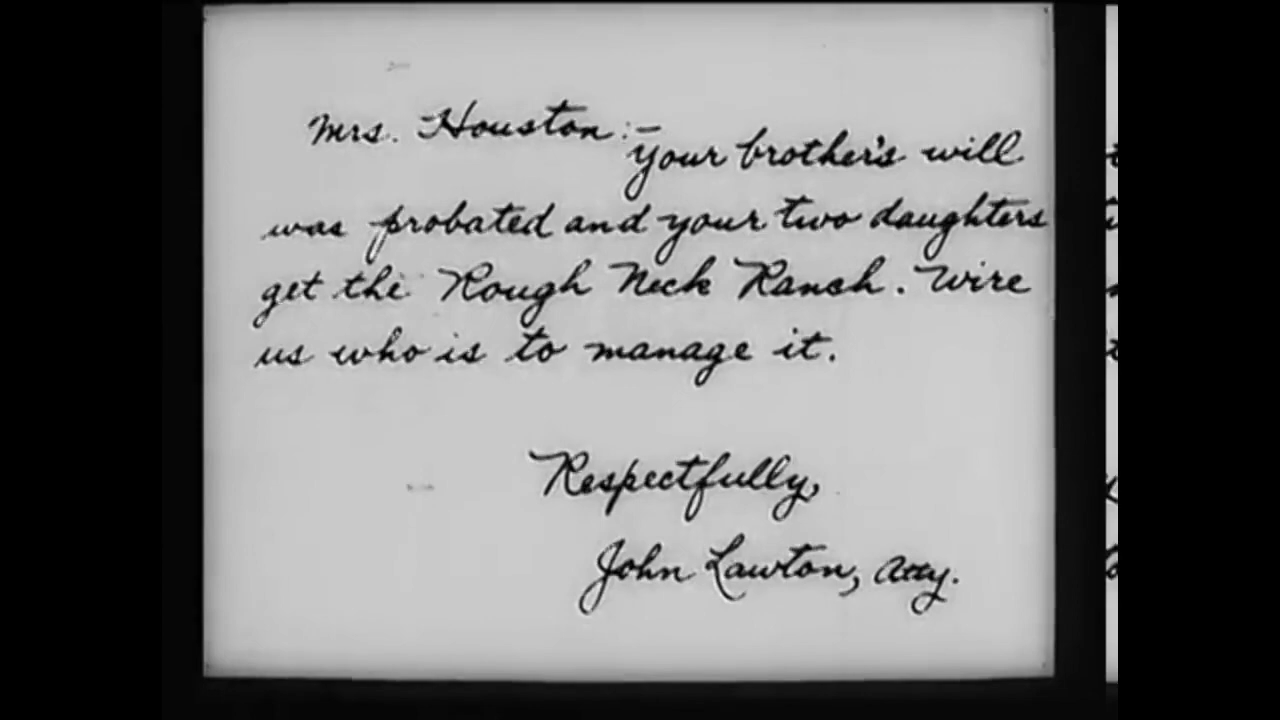 Mrs. Houston:-
Your brother's will
was probated and your two daughters
get the Rough Neck Ranch. Wire
us who is to manage it.
Respectfully,
John Lawton, Atty.